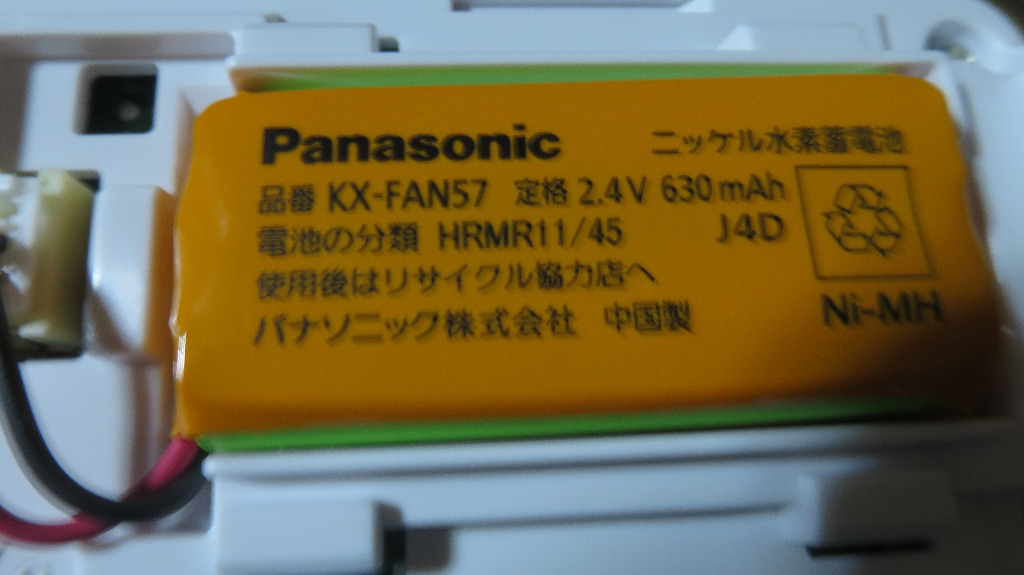 Panasonic ニッケル水素蓄電池
品番 KX-FAN57 定格 2.4V 630mAh
電池の分類 HRMR11/45 J4D
使用後はリサイクル協力店へ
パナソニック株式会社 中国製
Ni-MH